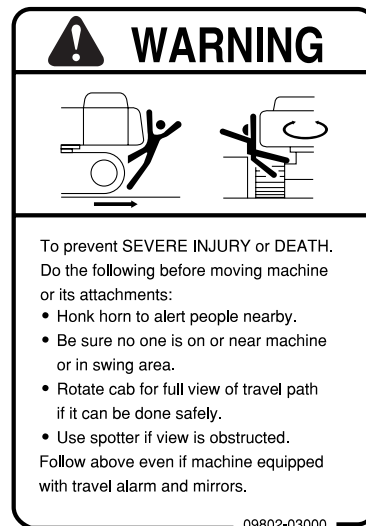 WARNING
To prevent SEVERE INJURY or DEATH.
Do the following before moving machine
or its attachments:
• Honk horn to alert people nearby.
• Be sure no one is on or near machine
or in swing area.
• Rotate cab for full view of travel path
if it can be done safely.
• Use spotter if view is obstructed.
Follow above even if machine equipped
with travel alarm and mirrors.
09802-03000